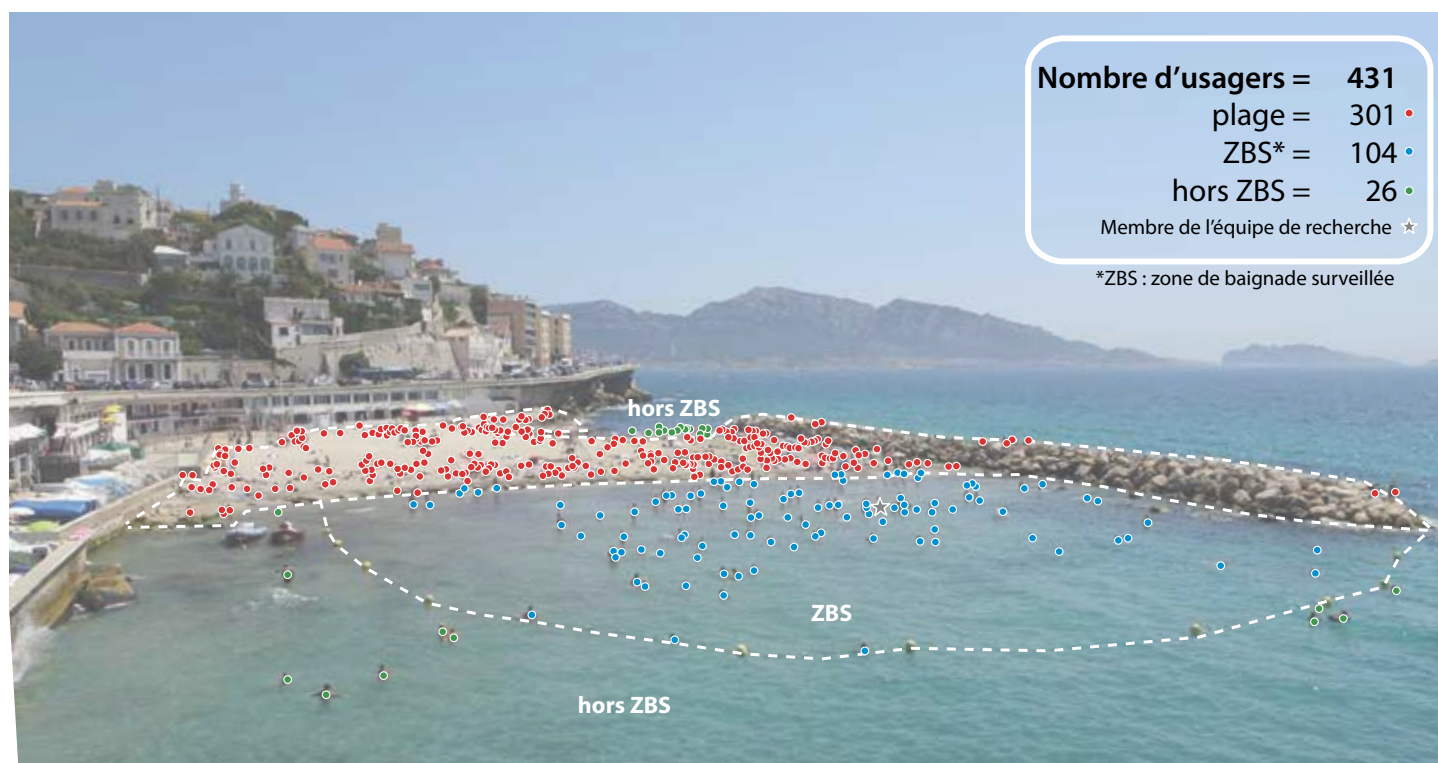 Nombre d’usagers = 431
plage = 301
ZBS* = 104
hors ZBS = 26
Membre de l’équipe de recherche
*ZBS : zone de baignade surveillée
hors ZBS
ZBS
hors ZBS